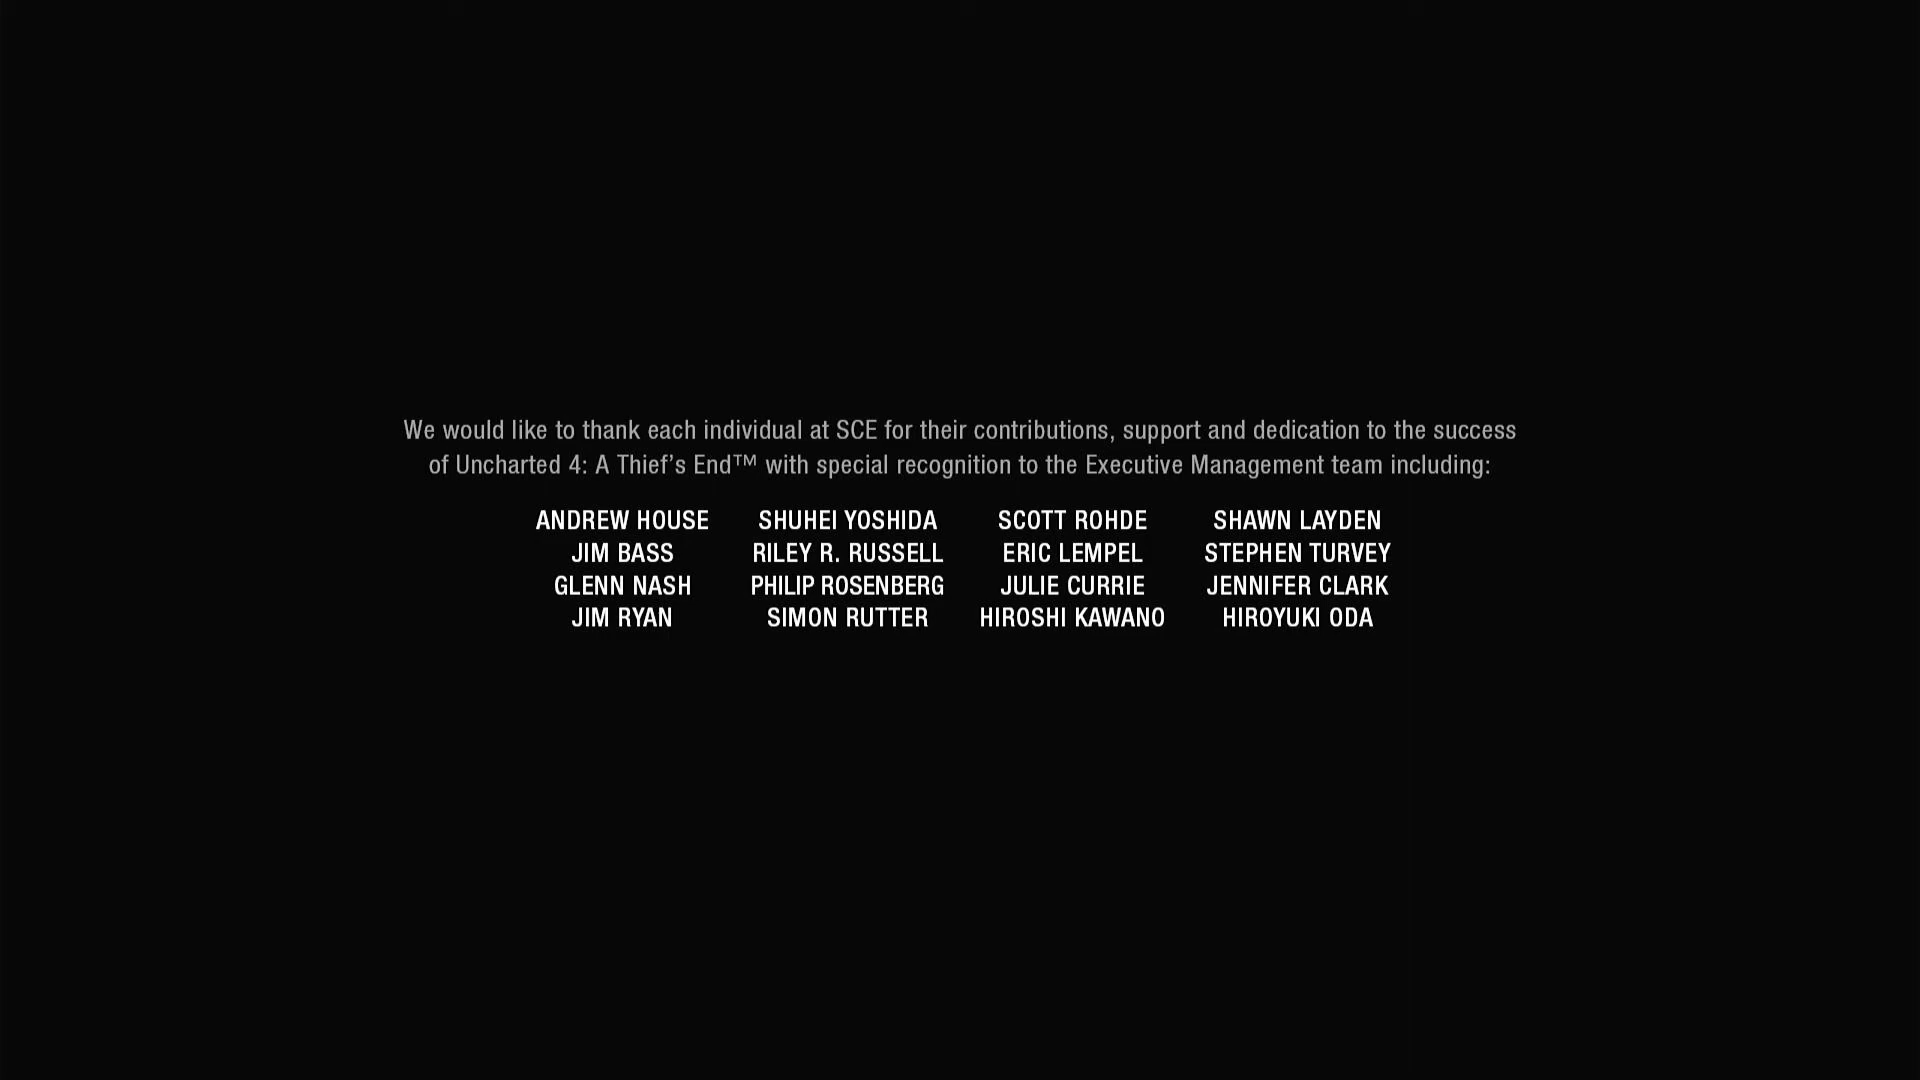 We would like to thank each individual at SCE for their contributions, support and dedication to the success
of Uncharted 4: A Thief’s End™ with special recognition to the Executive Management team including:
ANDREW HOUSE SHUHEI YOSHIDA SCOTT ROHDE SHAWN LAYDEN
JIM BASS RILEY R. RUSSELL ERIC LEMPEL STEPHEN TURVEY
GLENN NASH PHILIP ROSENBERG JULIE CURRIE JENNIFER CLARK
JIM RYAN SIMON RUTTER HIROSHI KAWANO HIROYUKI ODA